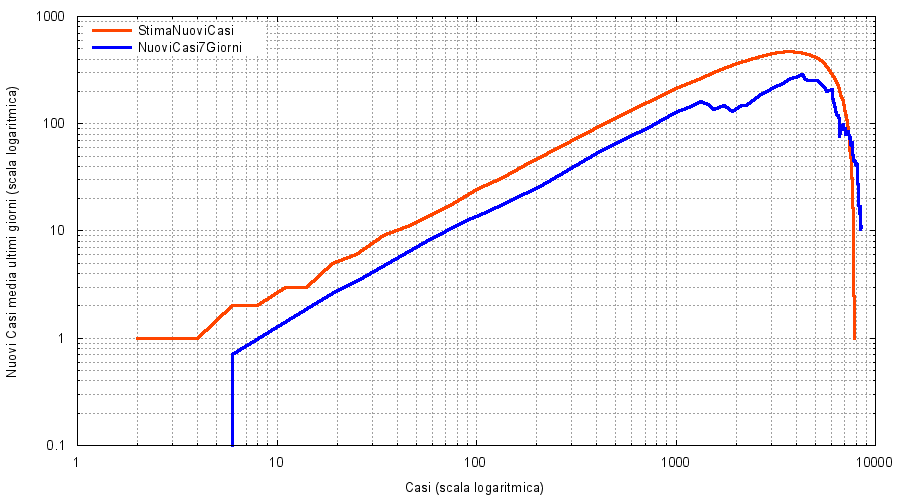 1000
StimaNuoviCasi
NuoviCasi7Giorni
100
10
1
0.1
Nuovi Casi media ultimi giorni (scala logaritmica)
1
10
100
1000
10000
Casi (scala logaritmica)